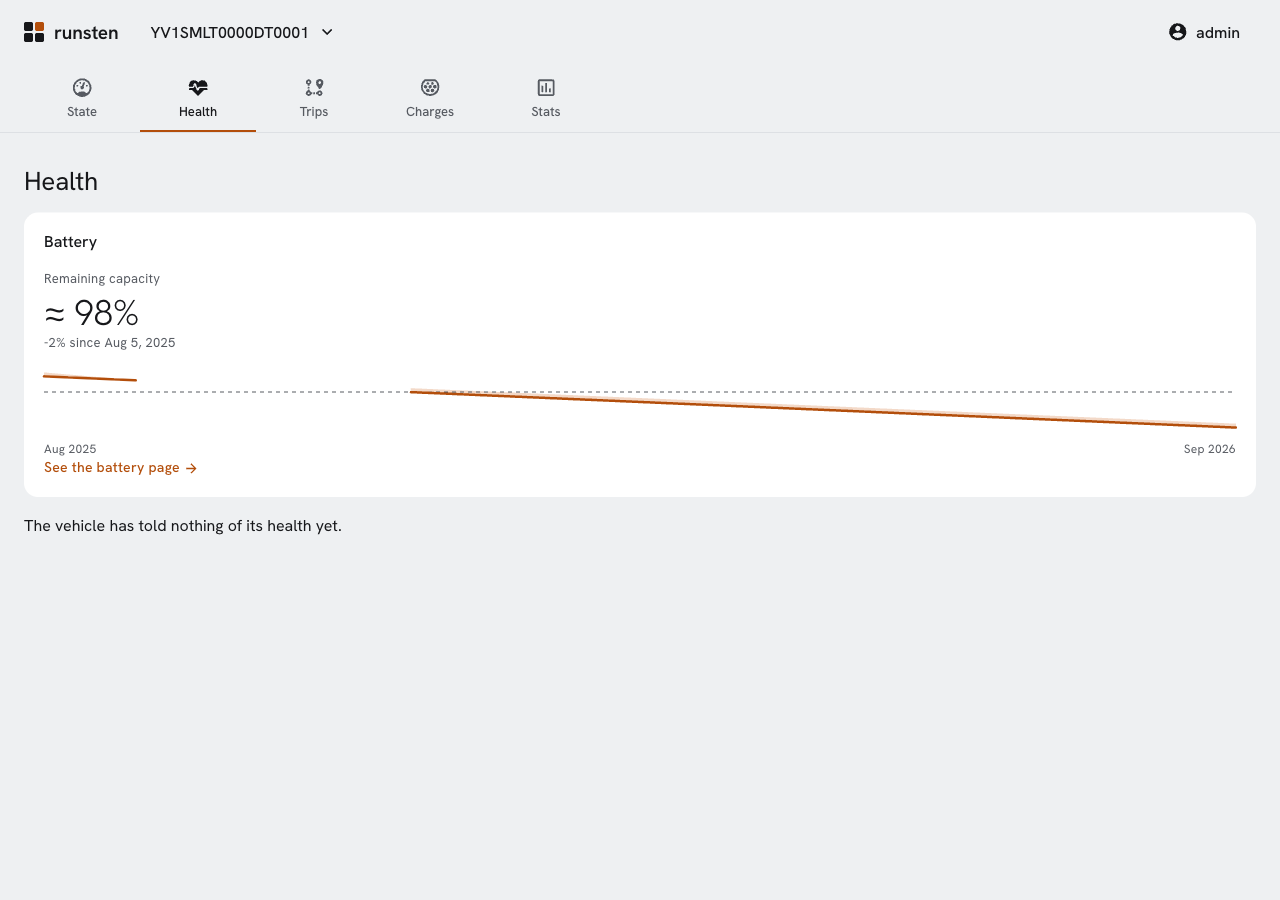 runsten
YV1SMLT0000DT0001
admin
State
Health
Trips
Charges
Stats
Health
Battery
Remaining capacity
≈ 98%
-2% since Aug 5, 2025
Aug 2025
Sep 2026
See the battery page →
The vehicle has told nothing of its health yet.